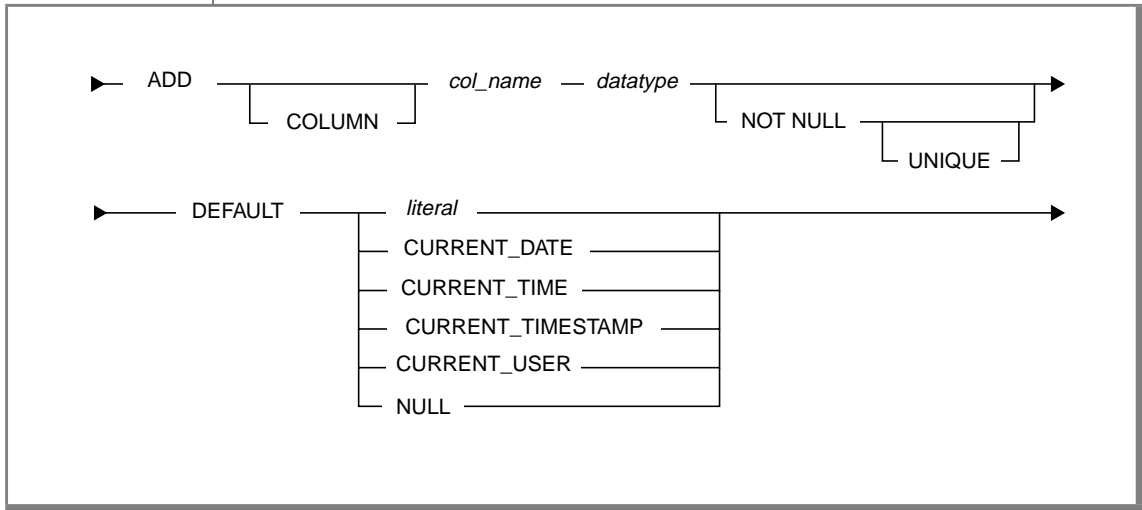 ADD col_name datatype
COLUMN NOT NULL
UNIQUE
DEFAULT literal
CURRENT_DATE
CURRENT_TIME
CURRENT_TIMESTAMP
CURRENT_USER
NULL